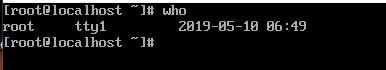 [root@localhost ~]# who
root     tty1         2019-05-10 06:49
[root@localhost ~]#